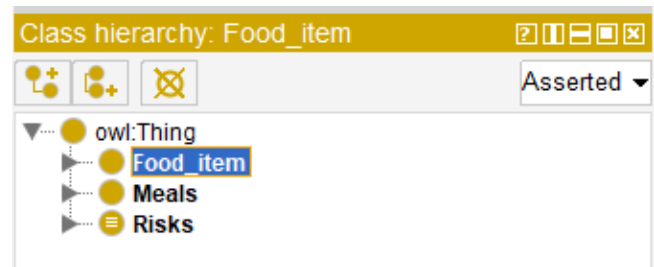 Class hierarchy: Food_item
Asserted
owl:Thing
Food_item
Meals
Risks